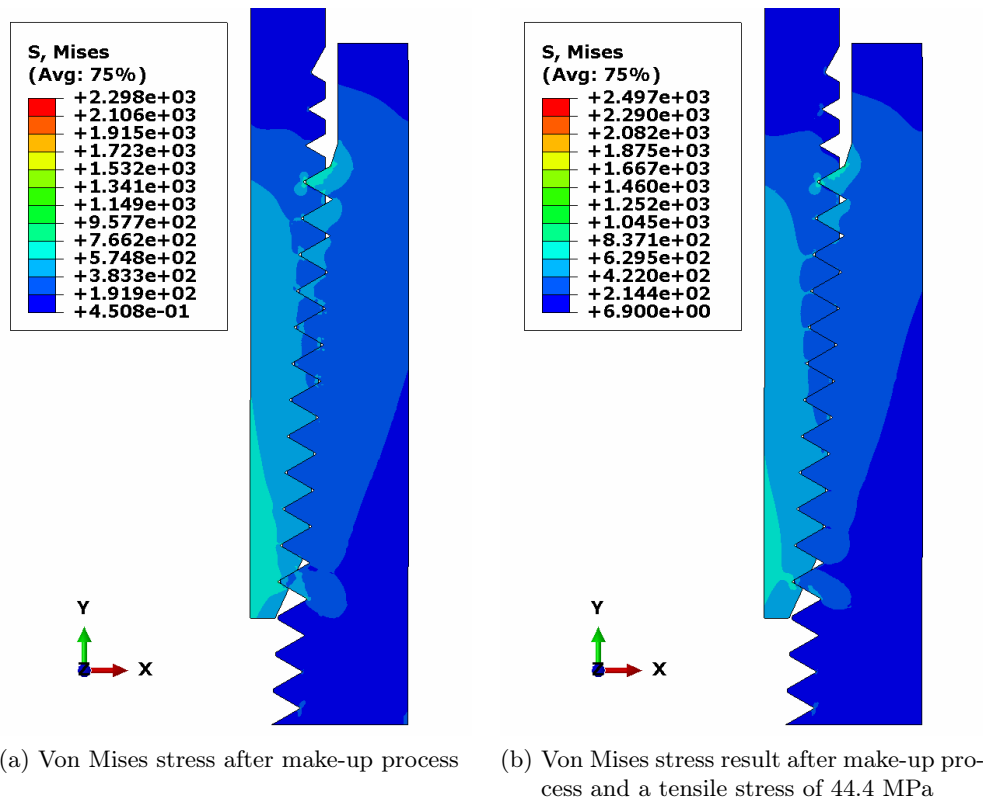 S, Mises
(Avg: 75%)
+2.298e+03
+2.106e+03
+1.915e+03
+1.723e+03
+1.532e+03
+1.341e+03
+1.149e+03
+9.577e+02
+7.662e+02
+5.748e+02
+3.833e+02
+1.919e+02
+4.508e-01
Y
Z
X
(a) Von Mises stress after make-up process
S, Mises
(Avg: 75%)
+2.497e+03
+2.290e+03
+2.082e+03
+1.875e+03
+1.667e+03
+1.460e+03
+1.252e+03
+1.045e+03
+8.371e+02
+6.295e+02
+4.220e+02
+2.144e+02
+6.900e+00
Y
Z
X
(b) Von Mises stress result after make-up pro-
cess and a tensile stress of 44.4 MPa